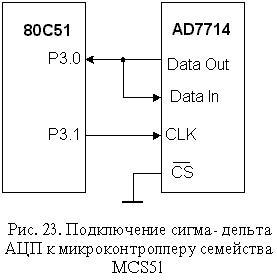 80C51
AD7714
P3.0
Data Out
Data In
P3.1
CLK
CS
Рис. 23. Подключение сигма- дельта
АЦП к микроконтроллеру семейства
MCS51